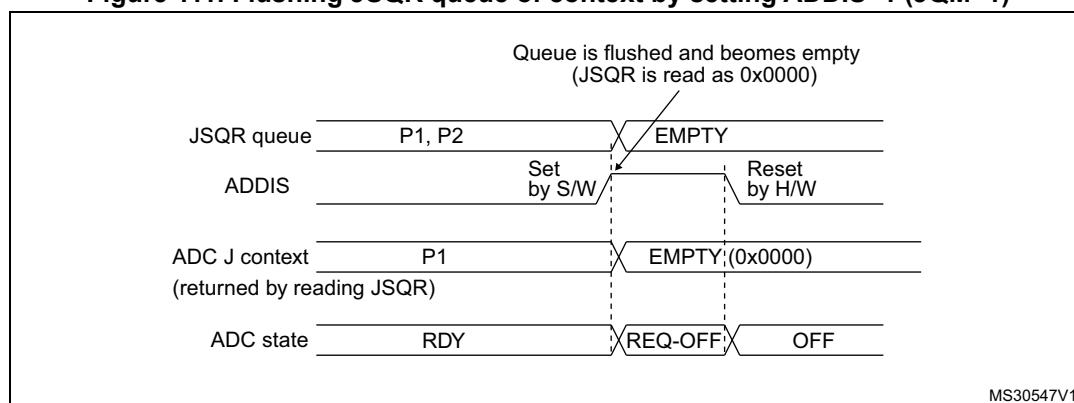 Figure Flushing JSQR queue of context by setting ADDIS=1 (JQM=1)
Queue is flushed and beomes empty
(JSQR is read as 0x0000)
JSQR queue P1, P2 EMPTY
ADDIS Set by S/W Reset by H/W
ADC J context P1 EMPTY (0x0000)
(returned by reading JSQR)
ADC state RDY REQ-OFF OFF
MS30547V1